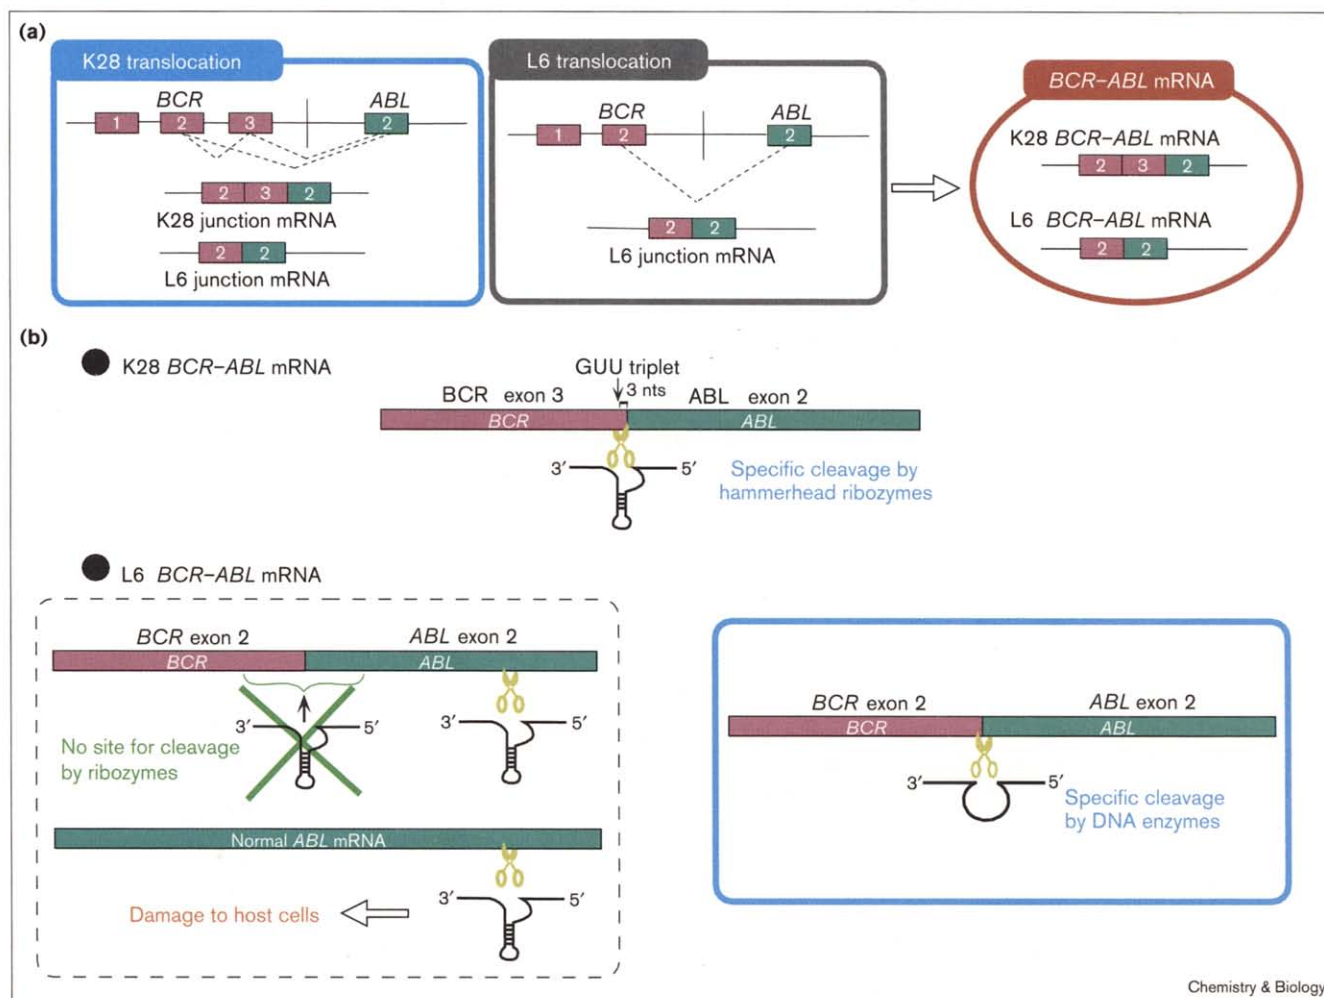 (a)
K28 translocation
BCR
ABL
1
2
3
2
2
3
2
K28 junction mRNA
2
2
L6 junction mRNA
L6 translocation
BCR
ABL
1
2
2
2
2
L6 junction mRNA
BCR–ABL mRNA
K28 BCR–ABL mRNA
2
3
2
L6 BCR–ABL mRNA
2
2
(b)
K28 BCR–ABL mRNA
GUU triplet
3 nts
BCR exon 3
ABL exon 2
BCR
ABL
3′
5′
Specific cleavage by
hammerhead ribozymes
L6 BCR–ABL mRNA
BCR exon 2
ABL exon 2
BCR
ABL
3′
5′
3′
5′
No site for cleavage
by ribozymes
Normal ABL mRNA
3′
5′
Damage to host cells
BCR exon 2
ABL exon 2
BCR
ABL
3′
5′
Specific cleavage
by DNA enzymes
Chemistry & Biology